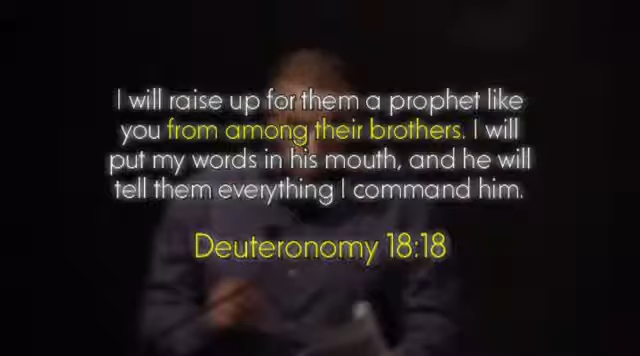 I will raise up for them a prophet like
you from among their brothers. I will
put my words in his mouth, and he will
tell them everything I command him.
Deuteronomy 18:18